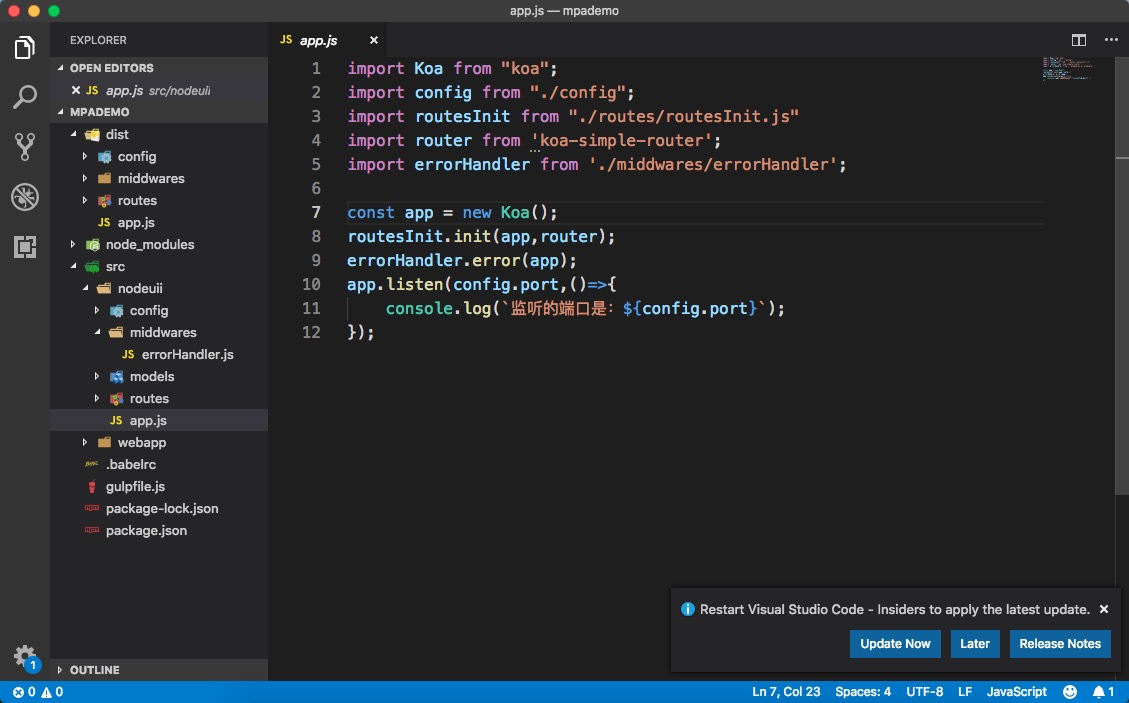 app.js — mpademo
EXPLORER
OPEN EDITORS
JS app.js src/nodeuii
MPADEMO
dist
config
middwares
routes
JS app.js
node_modules
src
nodeuii
config
middwares
JS errorHandler.js
models
routes
JS app.js
webapp
.babelrc
gulpfile.js
package-lock.json
package.json
OUTLINE
1
JS app.js
1 import Koa from "koa";
2 import config from "./config";
3 import routesInit from "./routes/routesInit.js"
4 import router from 'koa-simple-router';
5 import errorHandler from './middwares/errorHandler';
6
7 const app = new Koa();
8 routesInit.init(app,router);
9 errorHandler.error(app);
10 app.listen(config.port,()=>{
11 console.log(`监听的端口是: ${config.port}`);
12 });
Restart Visual Studio Code - Insiders to apply the latest update.
Update Now
Later
Release Notes
0 0
Ln 7, Col 23 Spaces: 4 UTF-8 LF JavaScript 1